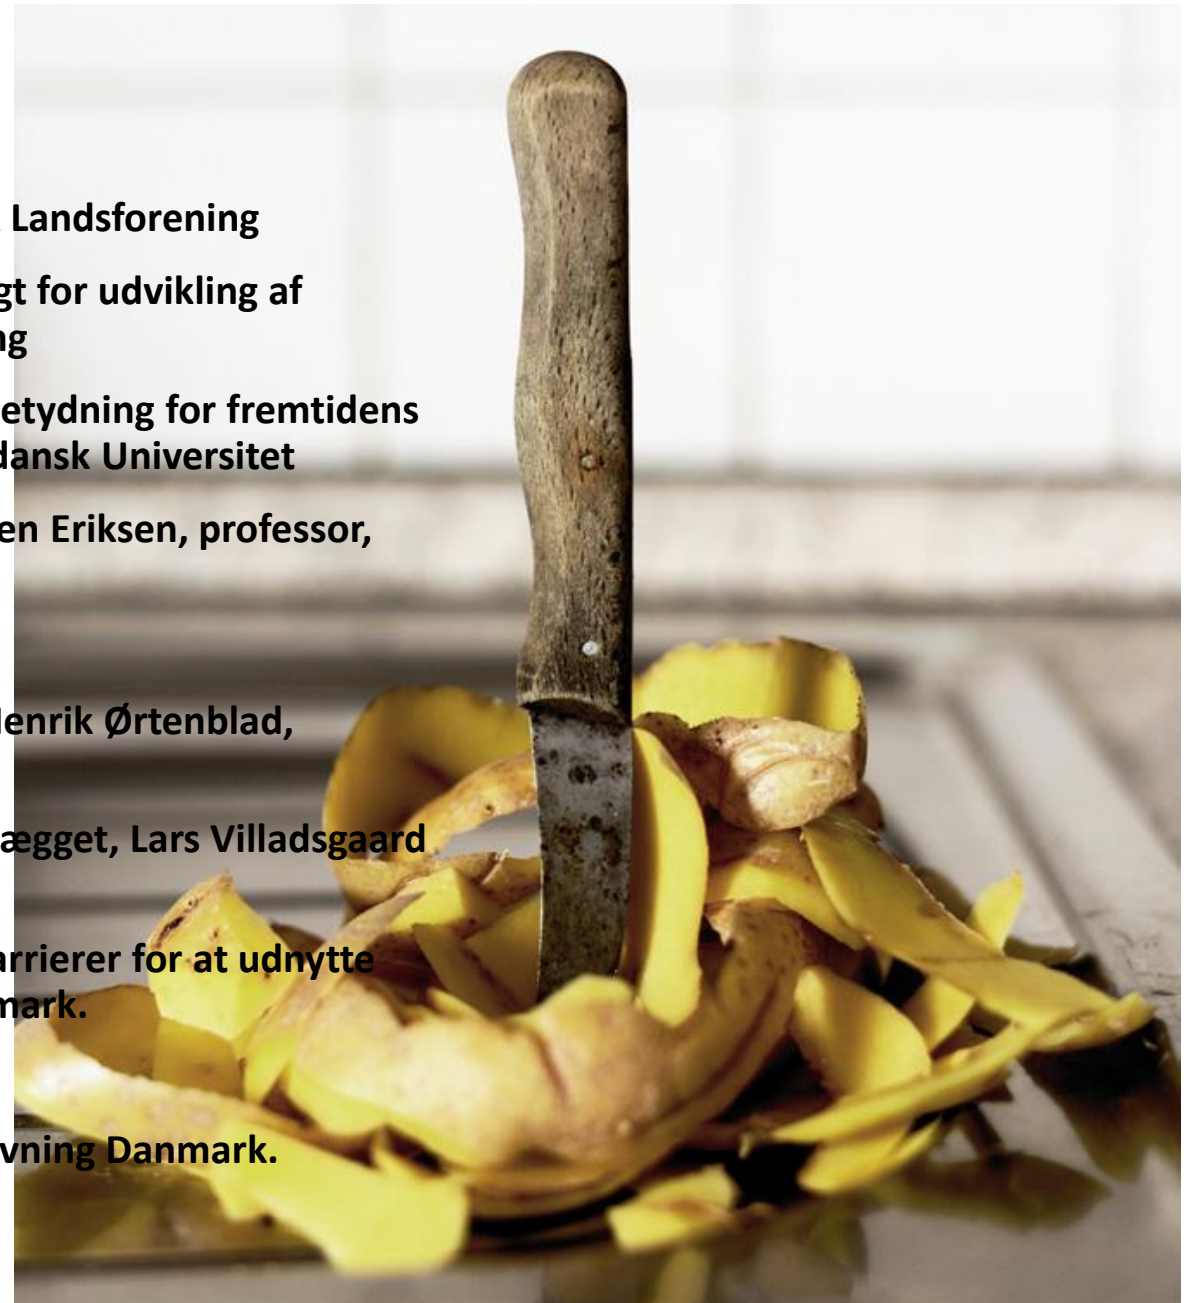 Landsforening
gt for udvikling af
ng
etydning for fremtidens
dansk Universitet
en Eriksen, professor,
Henrik Ørtenblad,
ægget, Lars Villadsgaard
arrierer for at udnytte
mark.
vning Danmark.